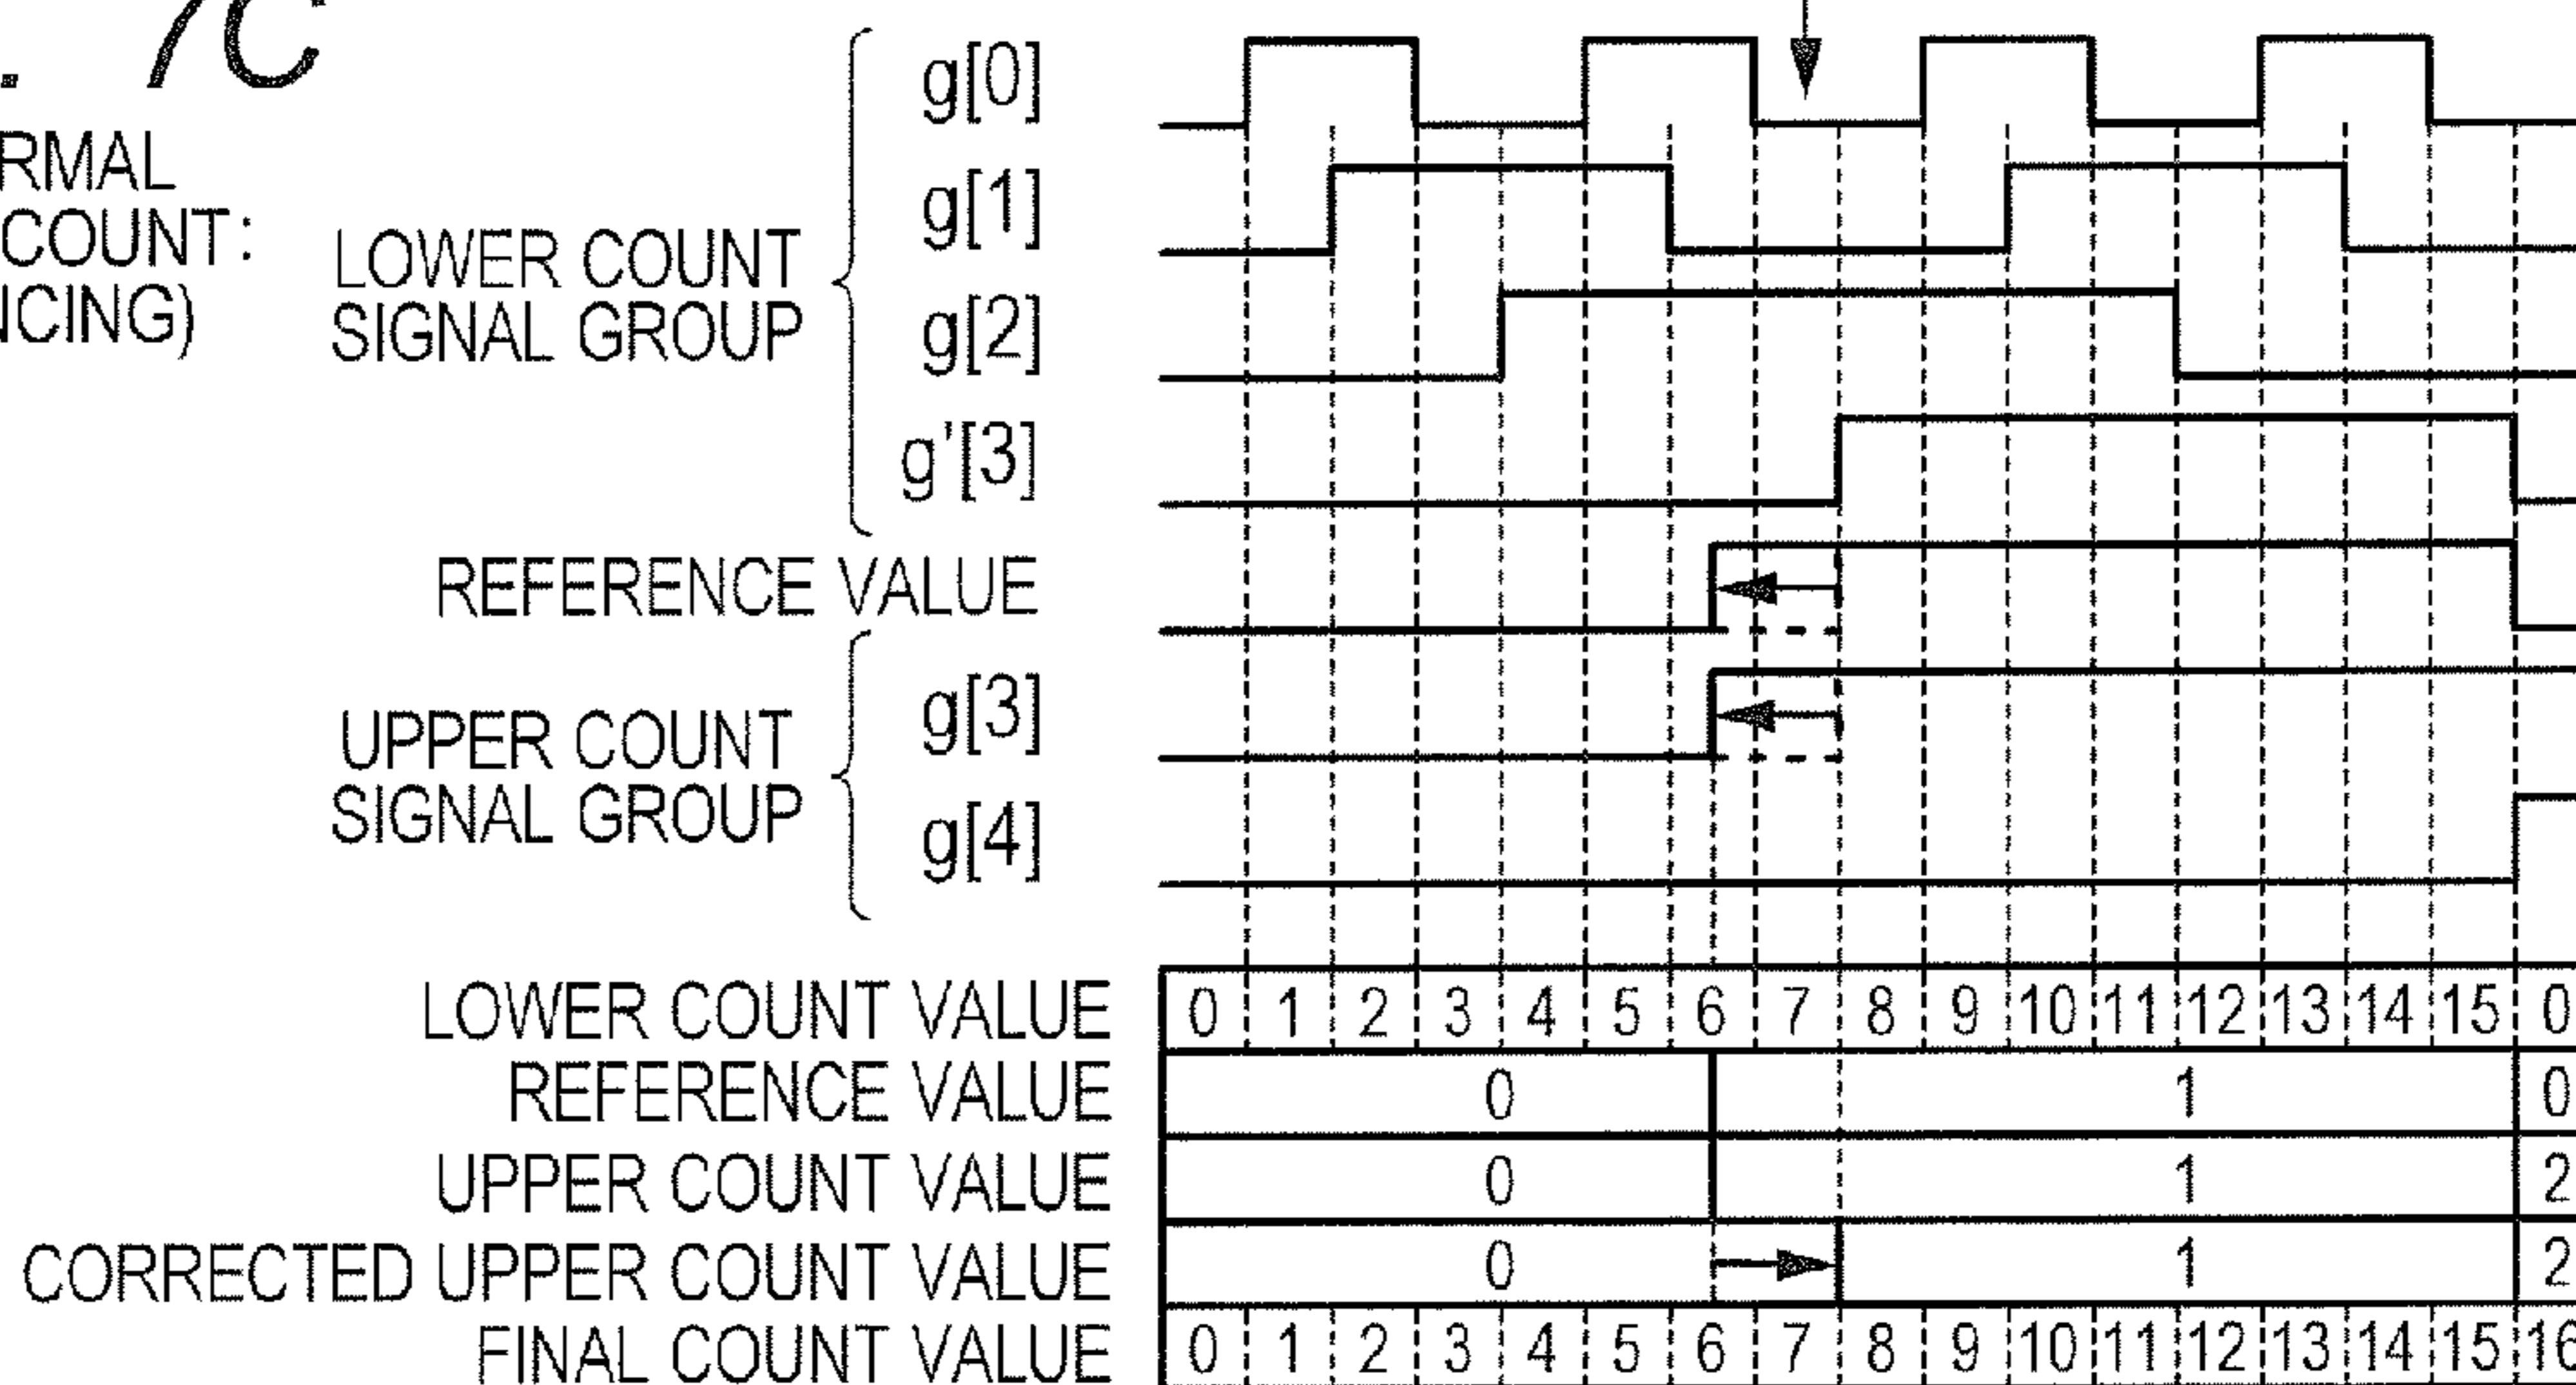 . 7C
RMAL
COUNT:
NCING)
LOWER COUNT
SIGNAL GROUP
g[0]
g[1]
g[2]
g'[3]
REFERENCE VALUE
UPPER COUNT
SIGNAL GROUP
g[3]
g[4]
LOWER COUNT VALUE 0 1 2 3 4 5 6 7 8 9 10 11 12 13 14 15 0
REFERENCE VALUE 0 1 0
UPPER COUNT VALUE 0 1 2
CORRECTED UPPER COUNT VALUE 0 1 2
FINAL COUNT VALUE 0 1 2 3 4 5 6 7 8 9 10 11 12 13 14 15 16